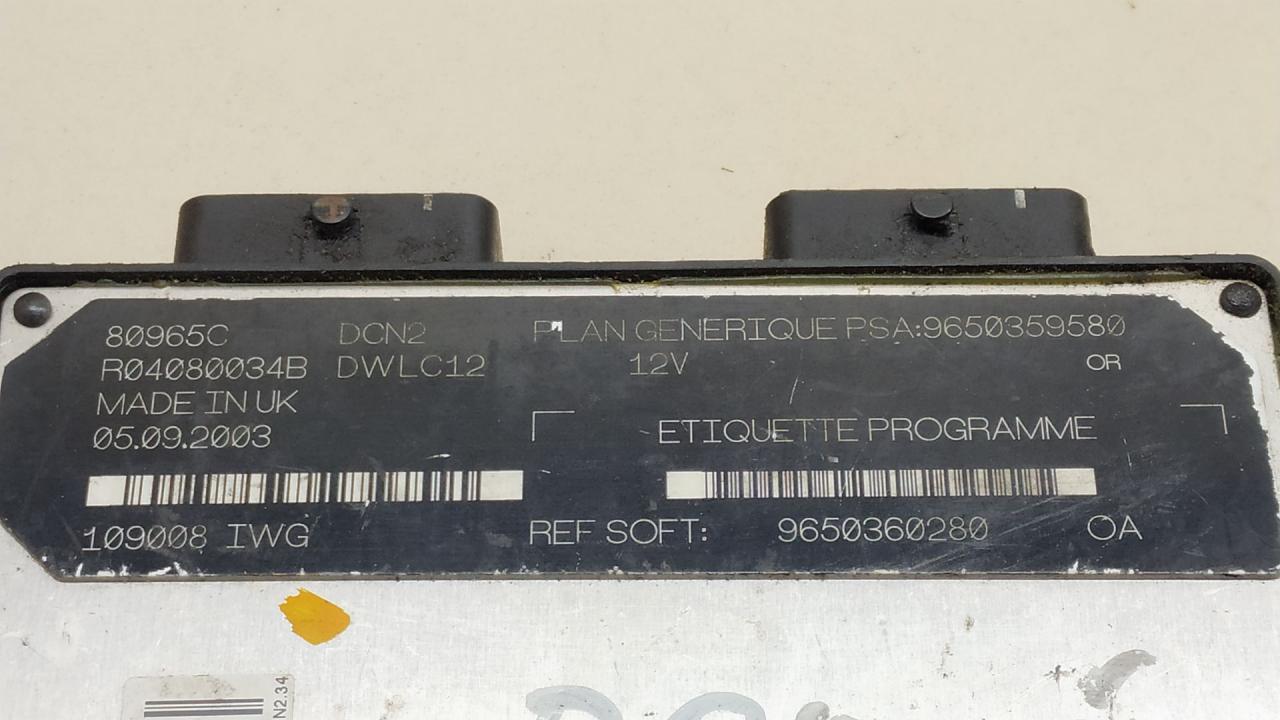 80965C DCN2 PLAN GENERIQUE PSA:9650359580
R04080034B DWLC12 12V OR
MADE IN UK
05.09.2003
ETIQUETTE PROGRAMME
109008 IWG REF SOFT: 9650360280 OA
N2.34